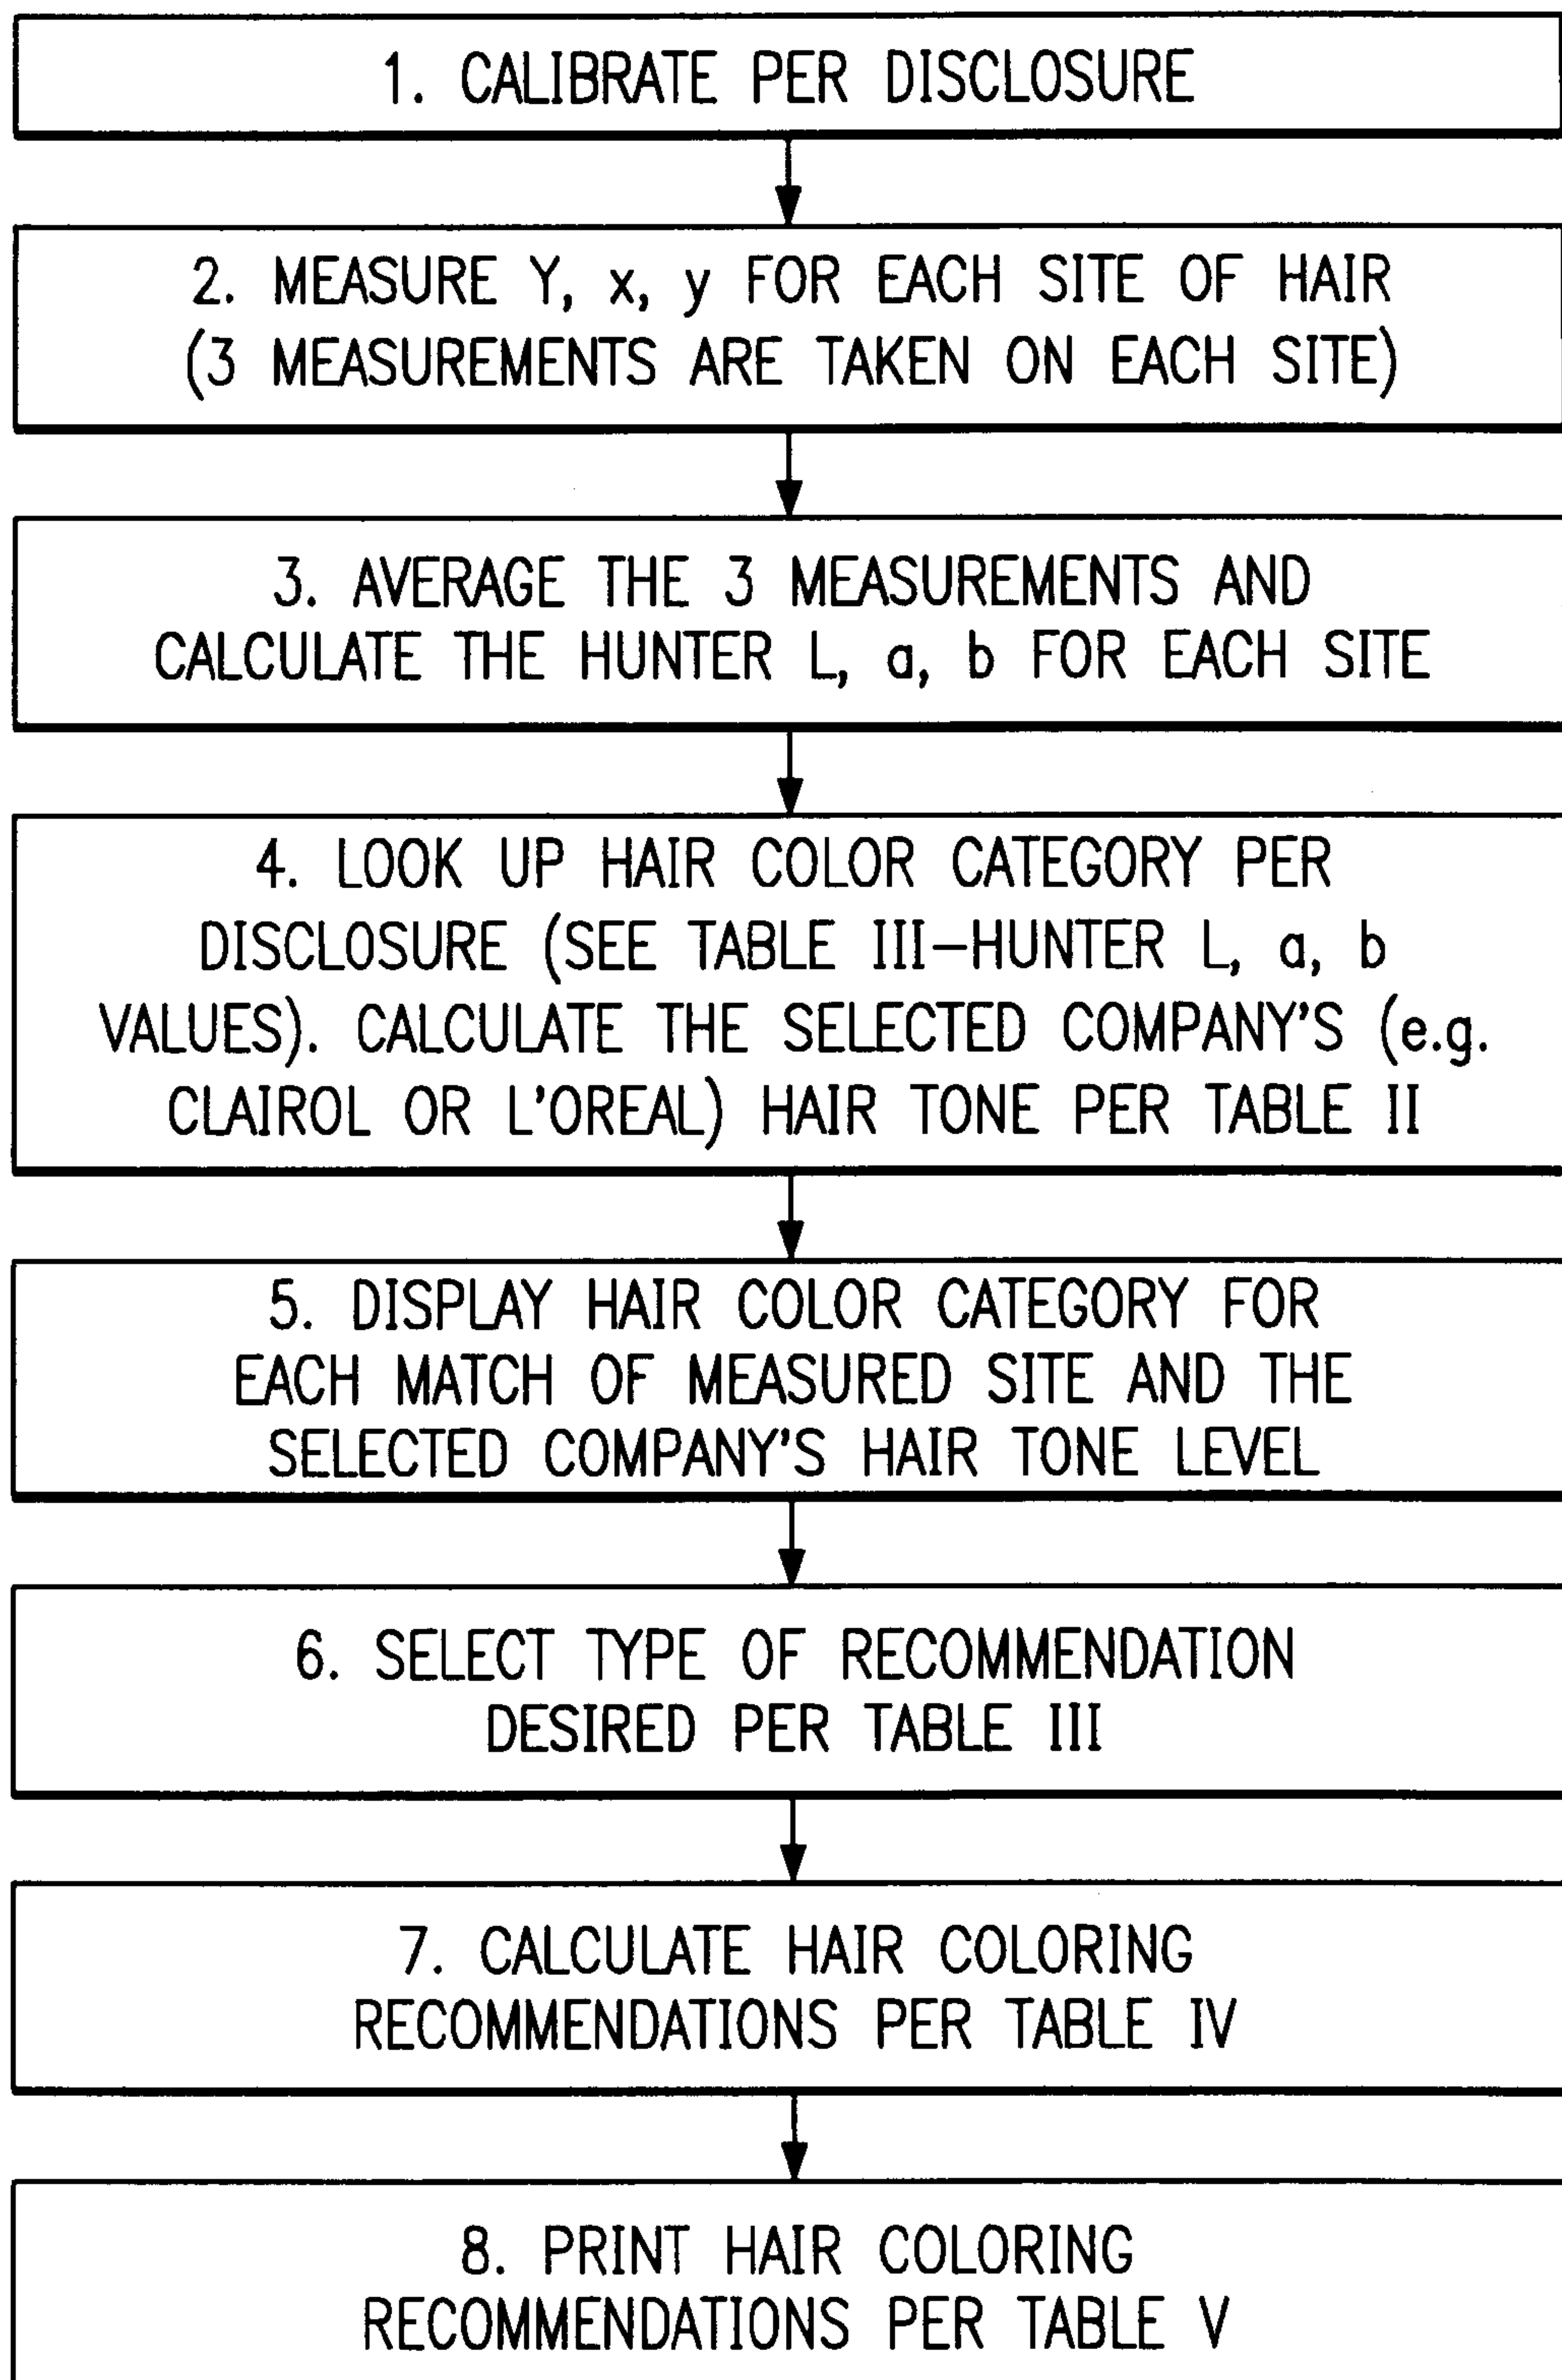 1. CALIBRATE PER DISCLOSURE
2. MEASURE Y, x, y FOR EACH SITE OF HAIR
(3 MEASUREMENTS ARE TAKEN ON EACH SITE)
3. AVERAGE THE 3 MEASUREMENTS AND
CALCULATE THE HUNTER L, a, b FOR EACH SITE
4. LOOK UP HAIR COLOR CATEGORY PER
DISCLOSURE (SEE TABLE III–HUNTER L, a, b
VALUES). CALCULATE THE SELECTED COMPANY'S (e.g.
CLAIROL OR L'OREAL) HAIR TONE PER TABLE II
5. DISPLAY HAIR COLOR CATEGORY FOR
EACH MATCH OF MEASURED SITE AND THE
SELECTED COMPANY'S HAIR TONE LEVEL
6. SELECT TYPE OF RECOMMENDATION
DESIRED PER TABLE III
7. CALCULATE HAIR COLORING
RECOMMENDATIONS PER TABLE IV
8. PRINT HAIR COLORING
RECOMMENDATIONS PER TABLE V